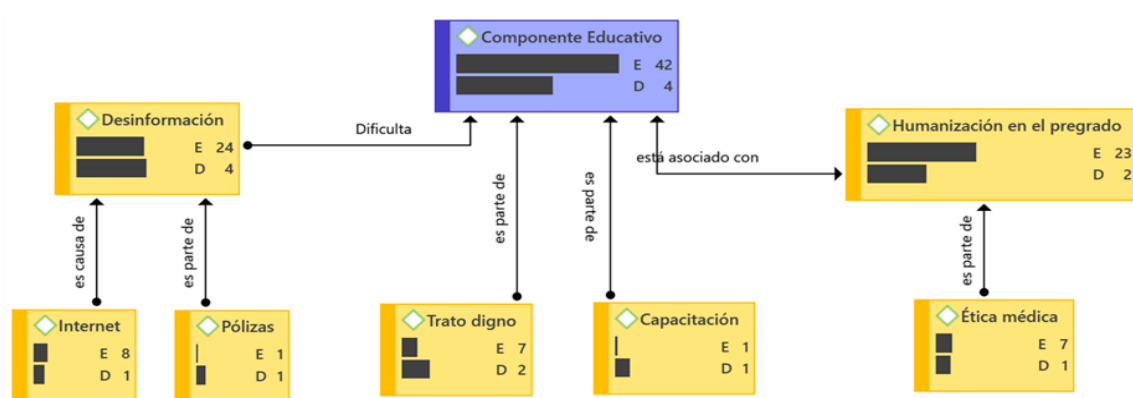 Componente Educativo
E 42
D 4
Desinformación
E 24
D 4
Dificulta
Humanización en el pregrado
E 23
D 2
está asociado con
es causa de
es parte de
es parte de
es parte de
es parte de
Internet
E 8
D 1
Pólizas
E 1
D 1
Trato digno
E 7
D 2
Capacitación
E 1
D 1
Ética médica
E 7
D 1